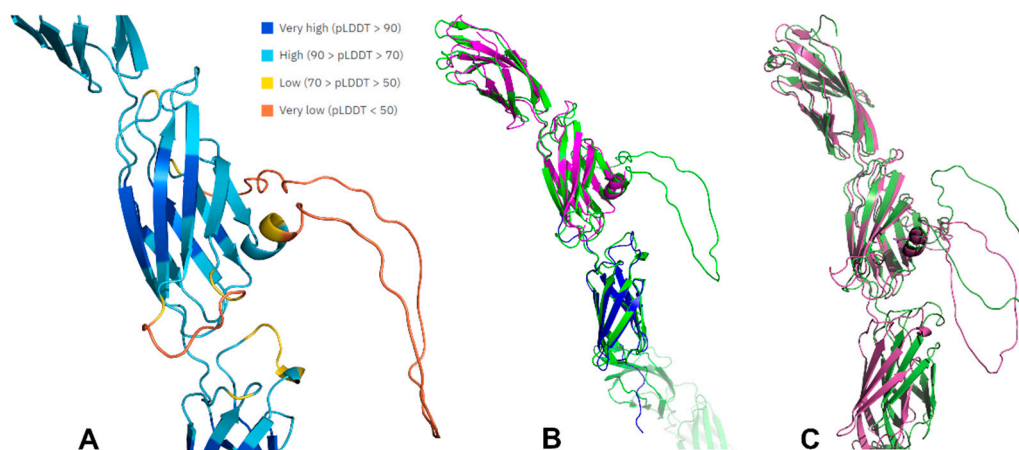 Very high (pLDDT > 90)
High (90 > pLDDT > 70)
Low (70 > pLDDT > 50)
Very low (pLDDT < 50)
A
B
C